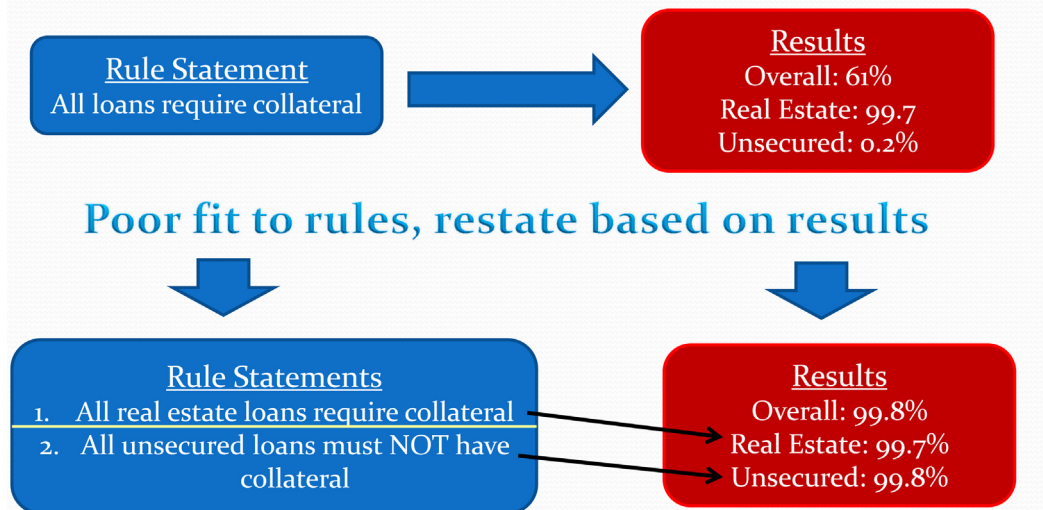 Rule Statement
All loans require collateral
Results
Overall: 61%
Real Estate: 99.7
Unsecured: 0.2%
Poor fit to rules, restate based on results
Rule Statements
1. All real estate loans require collateral
2. All unsecured loans must NOT have
collateral
Results
Overall: 99.8%
Real Estate: 99.7%
Unsecured: 99.8%